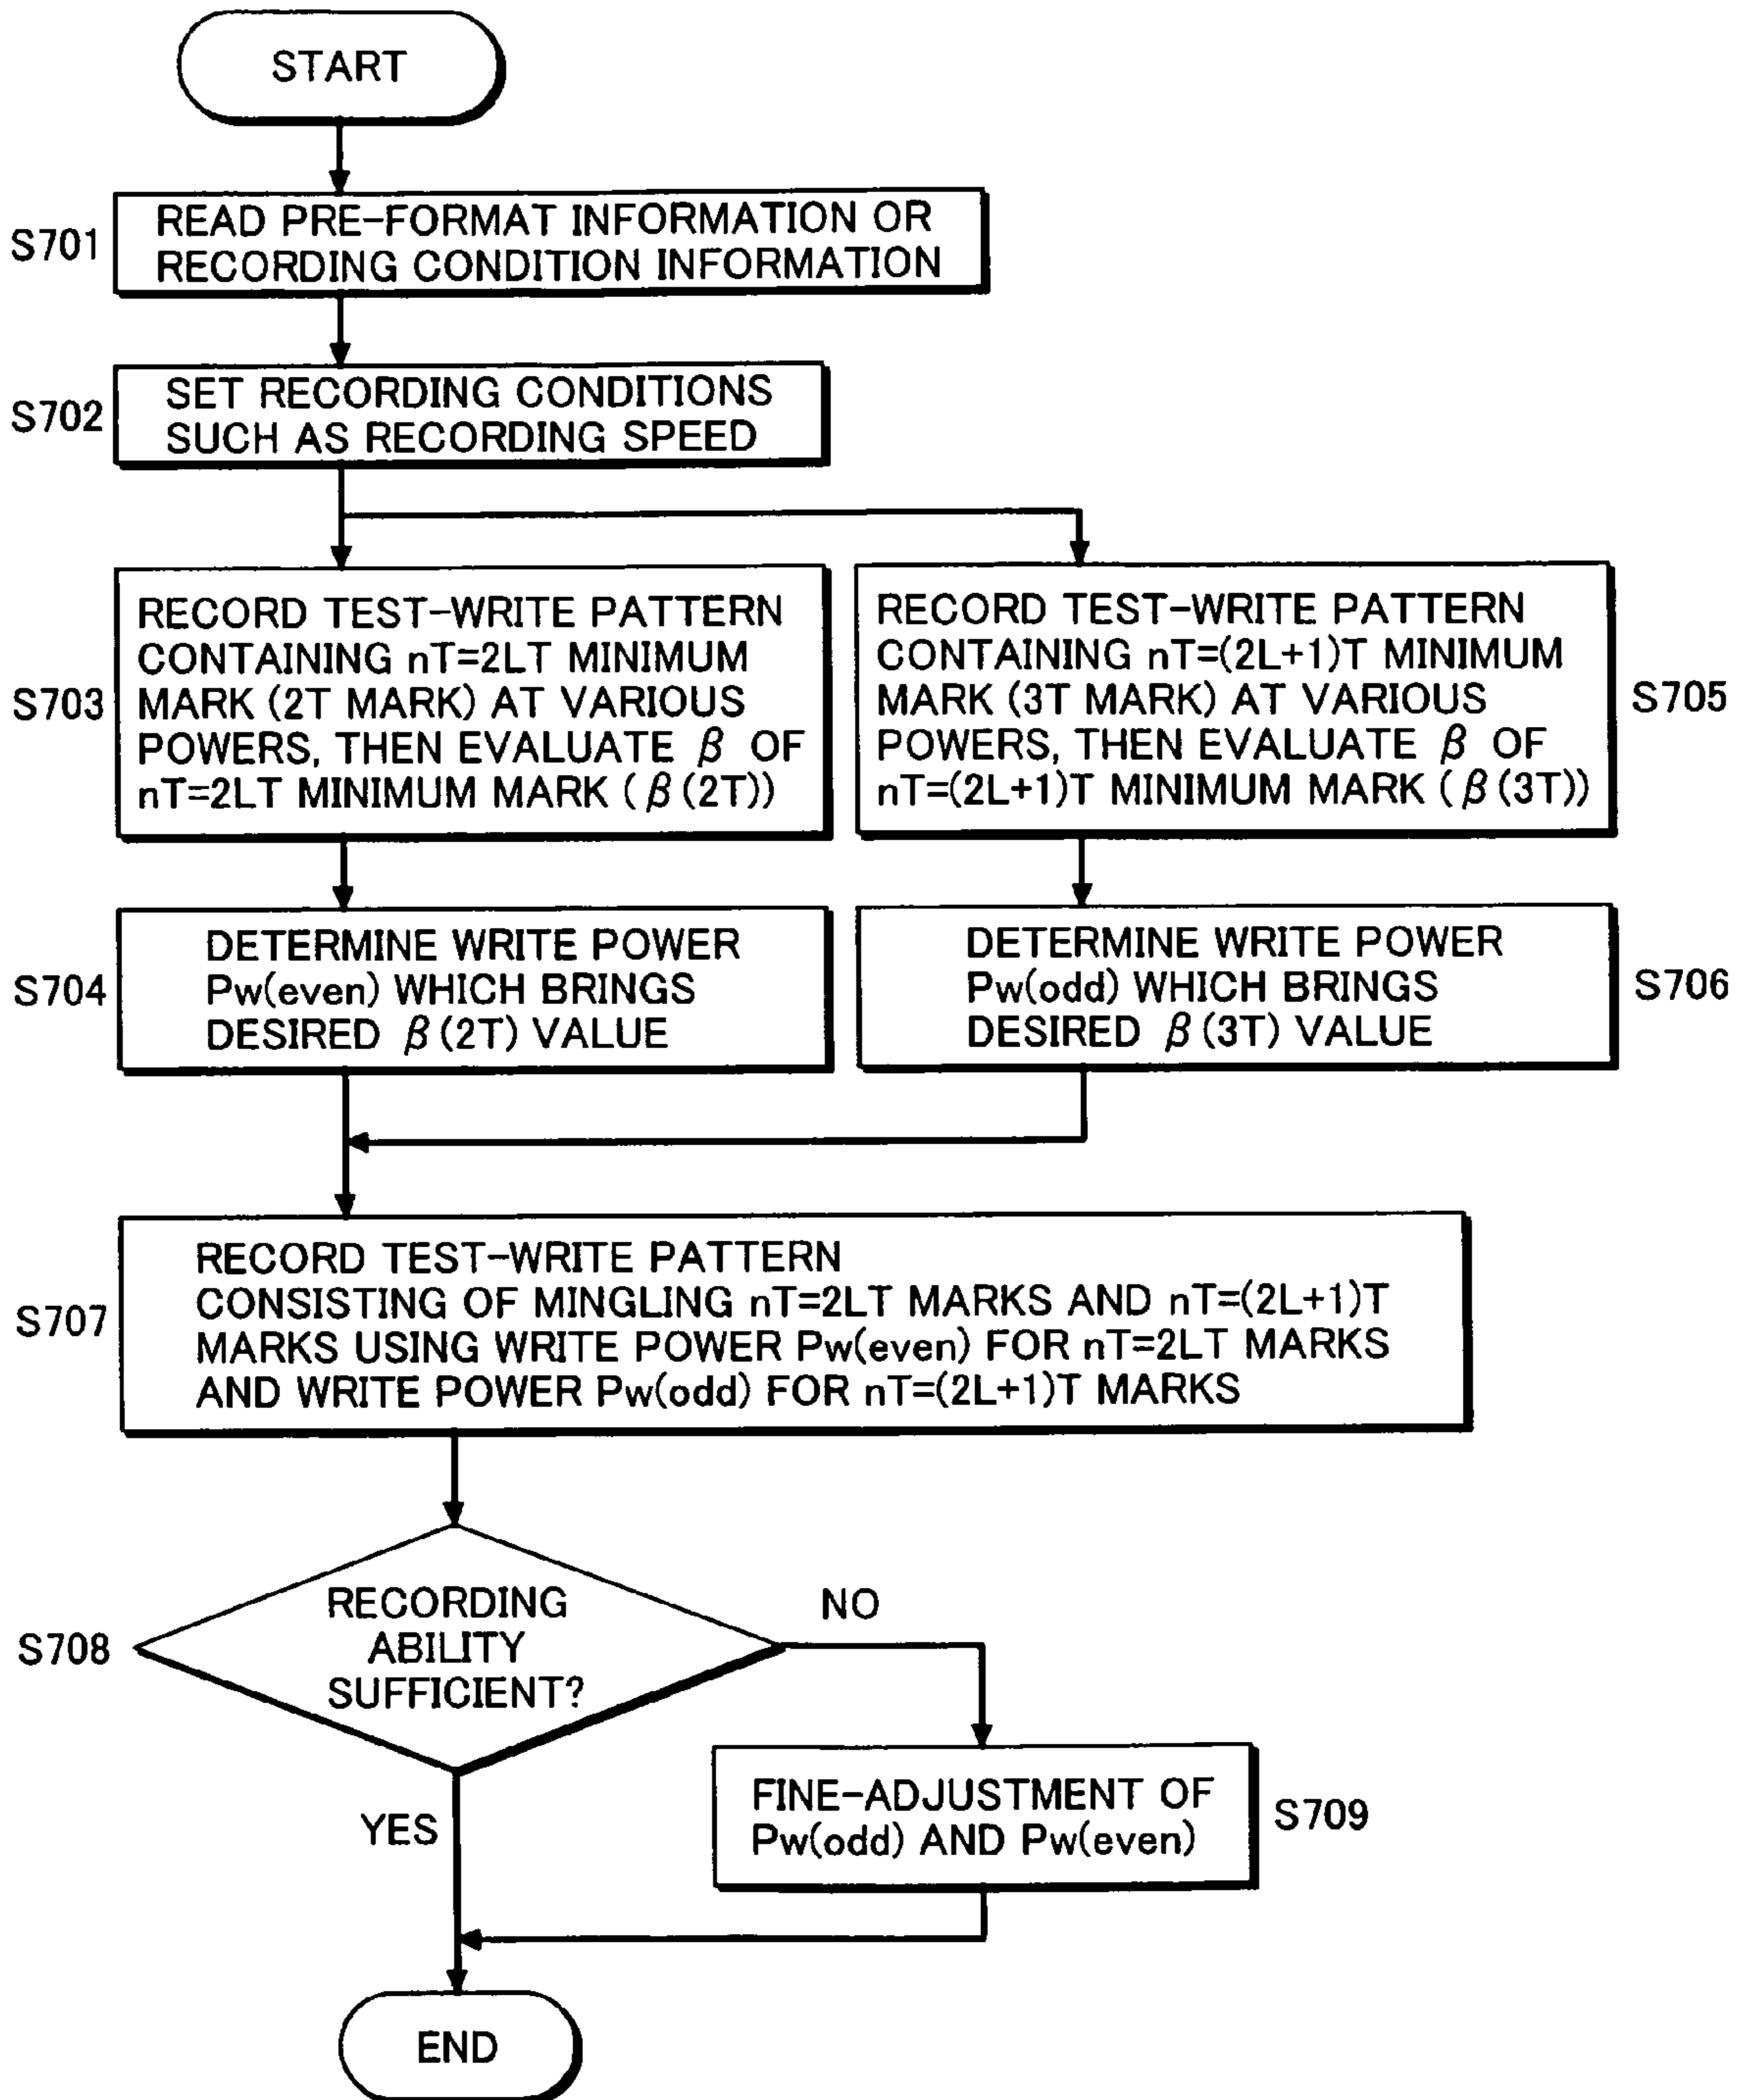 START
S701
READ PRE-FORMAT INFORMATION OR
RECORDING CONDITION INFORMATION
S702
SET RECORDING CONDITIONS
SUCH AS RECORDING SPEED
S703
RECORD TEST-WRITE PATTERN
CONTAINING nT=2LT MINIMUM
MARK (2T MARK) AT VARIOUS
POWERS, THEN EVALUATE β OF
nT=2LT MINIMUM MARK (β(2T))
RECORD TEST-WRITE PATTERN
CONTAINING nT=(2L+1)T MINIMUM
MARK (3T MARK) AT VARIOUS
POWERS, THEN EVALUATE β OF
nT=(2L+1)T MINIMUM MARK (β(3T))
S705
S704
DETERMINE WRITE POWER
Pw(even) WHICH BRINGS
DESIRED β(2T) VALUE
DETERMINE WRITE POWER
Pw(odd) WHICH BRINGS
DESIRED β(3T) VALUE
S706
S707
RECORD TEST-WRITE PATTERN
CONSISTING OF MINGLING nT=2LT MARKS AND nT=(2L+1)T
MARKS USING WRITE POWER Pw(even) FOR nT=2LT MARKS
AND WRITE POWER Pw(odd) FOR nT=(2L+1)T MARKS
S708
RECORDING
ABILITY
SUFFICIENT?
NO
YES
FINE-ADJUSTMENT OF
Pw(odd) AND Pw(even)
S709
END